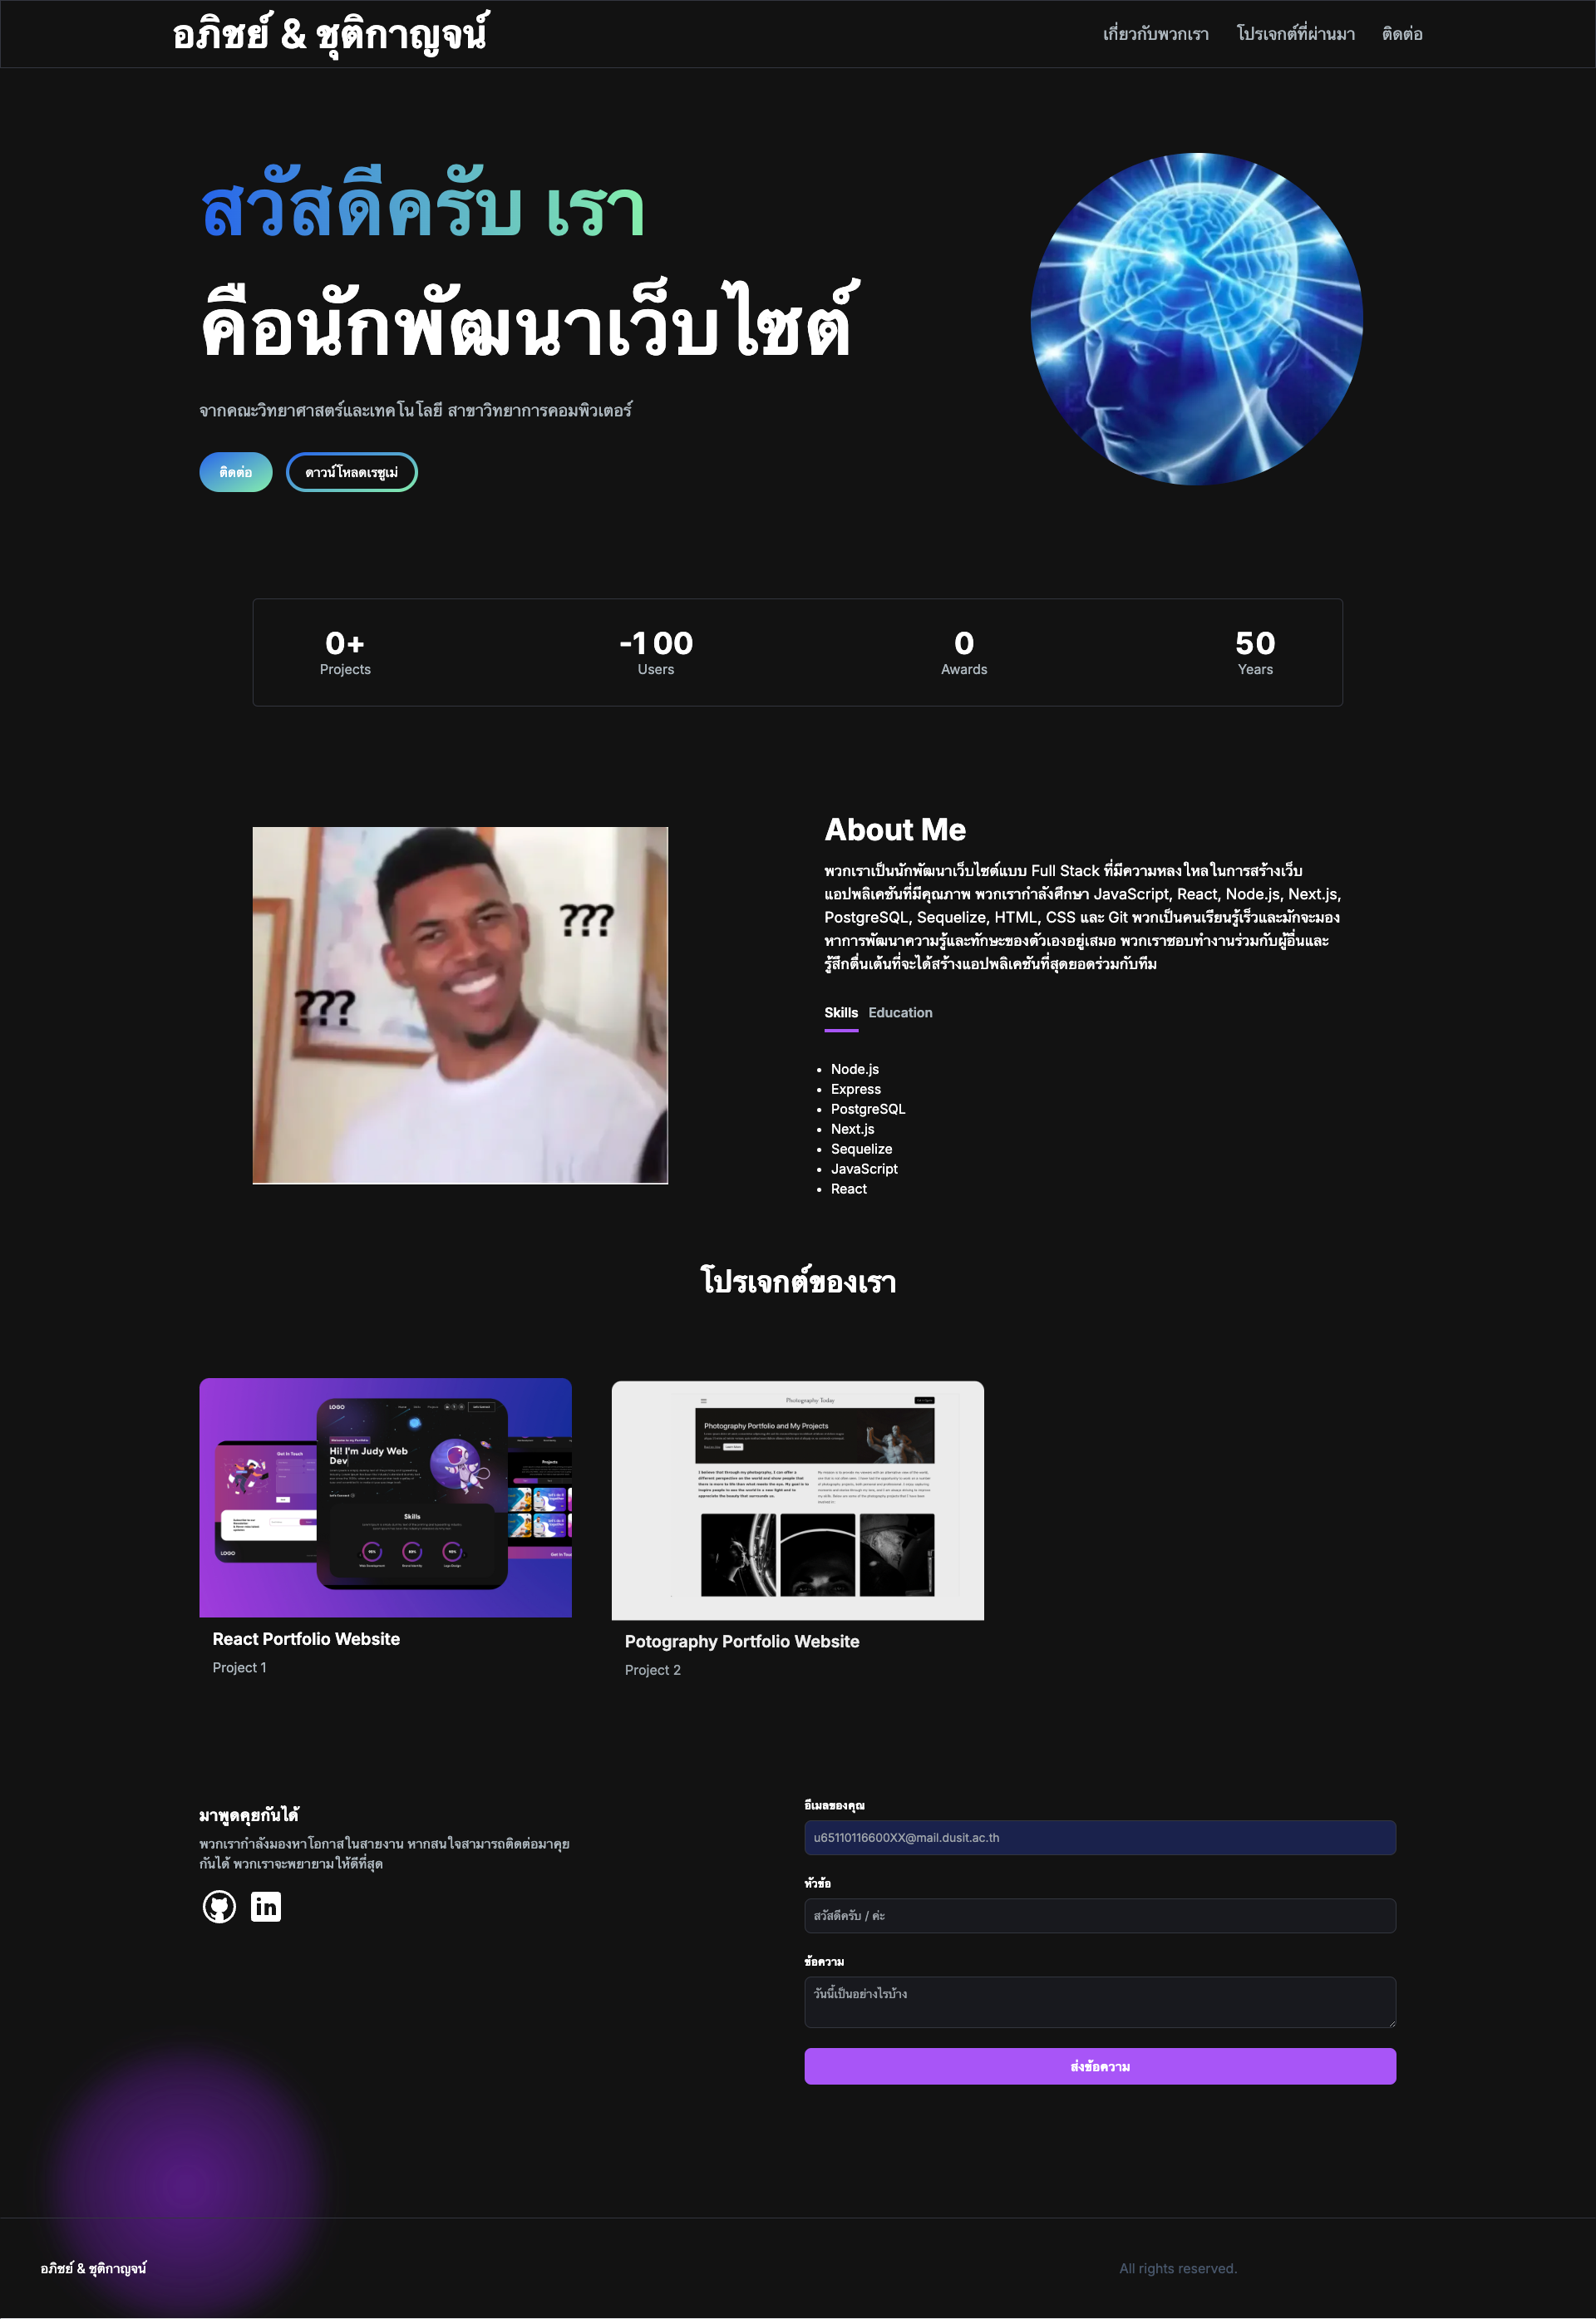 อภิชย์ & ชุติกาญจน์
เกี่ยวกับพวกเรา
โปรเจกต์ที่ผ่านมา
ติดต่อ
สวัสดีครับ เรา
คือนักพัฒนาเว็บไซต์
จากคณะวิทยาศาสตร์และเทคโนโลยี สาขาวิทยาการคอมพิวเตอร์
ติดต่อ
ดาวน์โหลดเรซูเม่
0+
Projects
-100
Users
0
Awards
50
Years
???
???
About Me
พวกเราเป็นนักพัฒนาเว็บไซต์แบบ Full Stack ที่มีความหลงใหลในการสร้างเว็บ
แอปพลิเคชันที่มีคุณภาพ พวกเรากำลังศึกษา JavaScript, React, Node.js, Next.js,
PostgreSQL, Sequelize, HTML, CSS และ Git พวกเป็นคนเรียนรู้เร็วและมักจะมอง
หาการพัฒนาความรู้และทักษะของตัวเองอยู่เสมอ พวกเราชอบทำงานร่วมกับผู้อื่นและ
รู้สึกตื่นเต้นที่จะได้สร้างแอปพลิเคชันที่สุดยอดร่วมกับทีม
Skills
Education
Node.js
Express
PostgreSQL
Next.js
Sequelize
JavaScript
React
โปรเจกต์ของเรา
LOGO
Get In Touch
Hi! I'm Judy Web
Dev
Projects
Skills
LOGO
Get In Touch
Photography Today
Photography Portfolio and My Projects
React Portfolio Website
Project 1
Potography Portfolio Website
Project 2
มาพูดคุยกันได้
พวกเรากำลังมองหาโอกาสในสายงาน หากสนใจสามารถติดต่อมาคุย
กันได้ พวกเราจะพยายามให้ดีที่สุด
in
อีเมลของคุณ
u65110116600XX@mail.dusit.ac.th
หัวข้อ
สวัสดีครับ / ค่ะ
ข้อความ
วันนี้เป็นอย่างไรบ้าง
ส่งข้อความ
อภิชย์ & ชุติกาญจน์
All rights reserved.